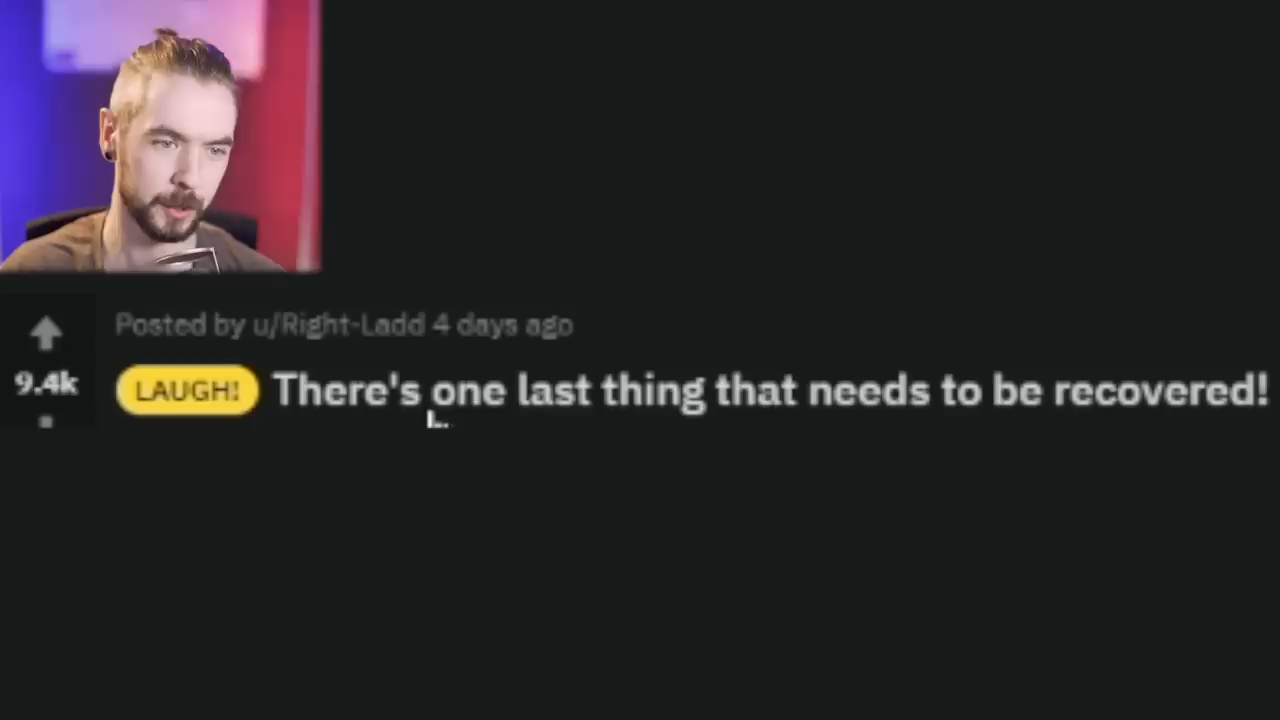 Posted by u/Right-Ladd 4 days ago
9.4k
LAUGH! There's one last thing that needs to be recovered!